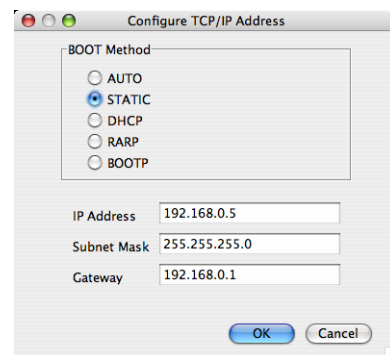 Configure TCP/IP Address
BOOT Method
AUTO
STATIC
DHCP
RARP
BOOTP
IP Address 192.168.0.5
Subnet Mask 255.255.255.0
Gateway 192.168.0.1
OK Cancel